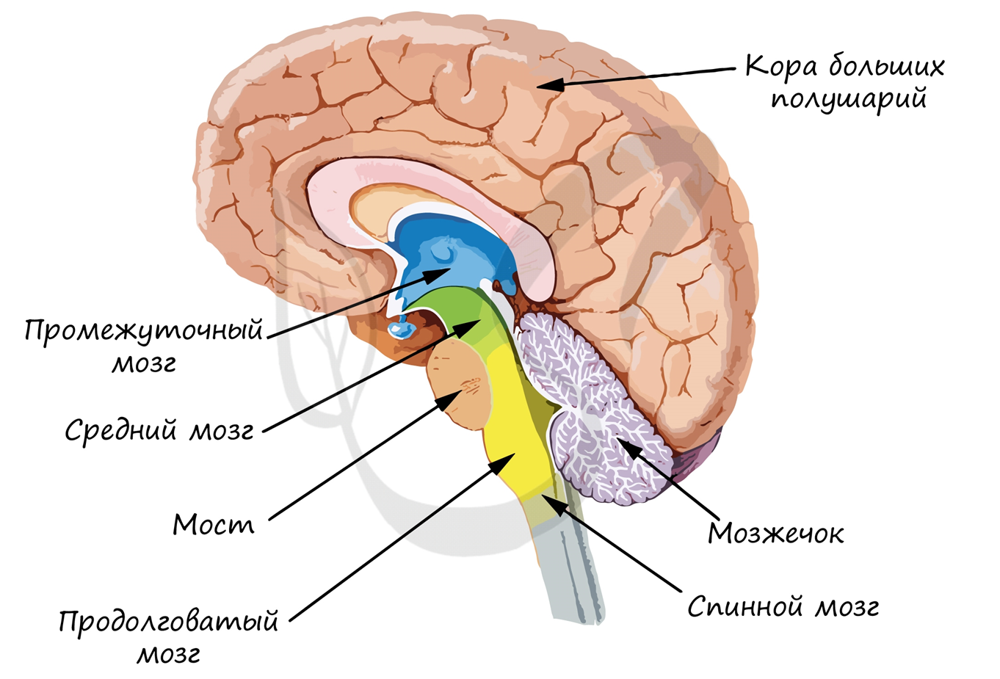 Кора больших
полушарий
Промежуточный
мозг
Средний мозг
Мост
Мозжечок
Спинной мозг
Продолговатый
мозг